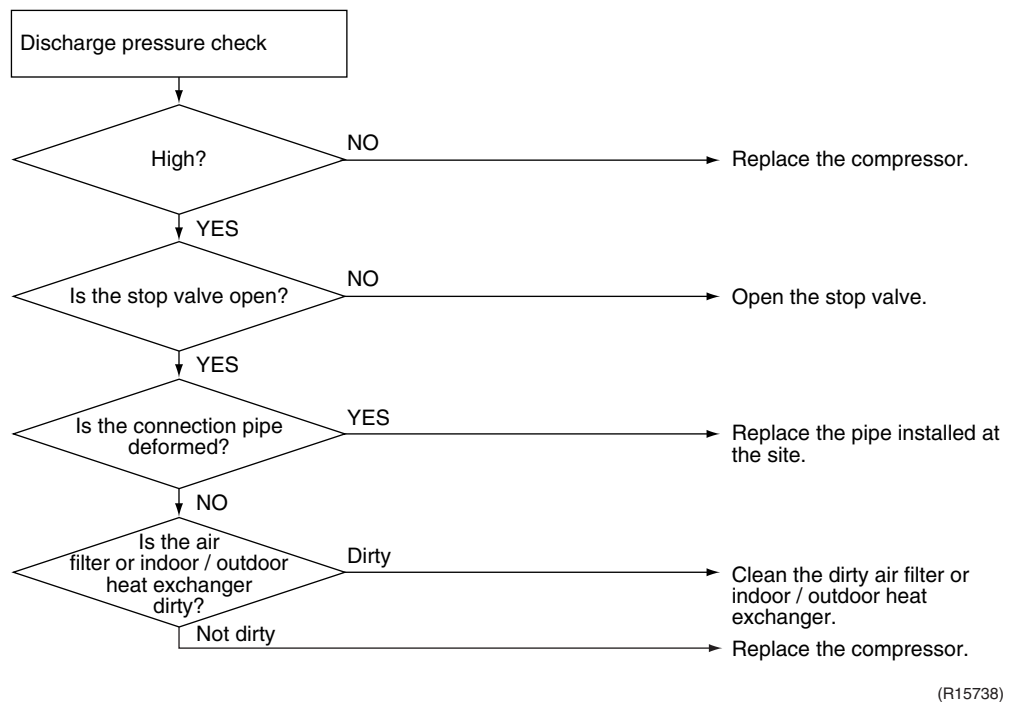 Discharge pressure check
High?
NO
Replace the compressor.
YES
Is the stop valve open?
NO
Open the stop valve.
YES
Is the connection pipe
deformed?
YES
Replace the pipe installed at
the site.
NO
Is the air
filter or indoor / outdoor
heat exchanger
dirty?
Dirty
Clean the dirty air filter or
indoor / outdoor heat
exchanger.
Not dirty
Replace the compressor.
(R15738)